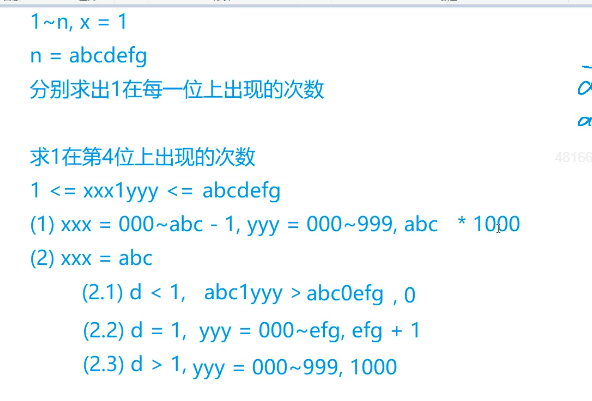 1~n, x = 1
n = abcdefg
分别求出1在每一位上出现的次数
求1在第4位上出现的次数
1 <= xxx1yyy <= abcdefg
(1) xxx = 000~abc - 1, yyy = 000~999, abc * 1000
(2) xxx = abc
(2.1) d < 1, abc1yyy > abc0efg , 0
(2.2) d = 1, yyy = 000~efg, efg + 1
(2.3) d > 1, yyy = 000~999, 1000
48166